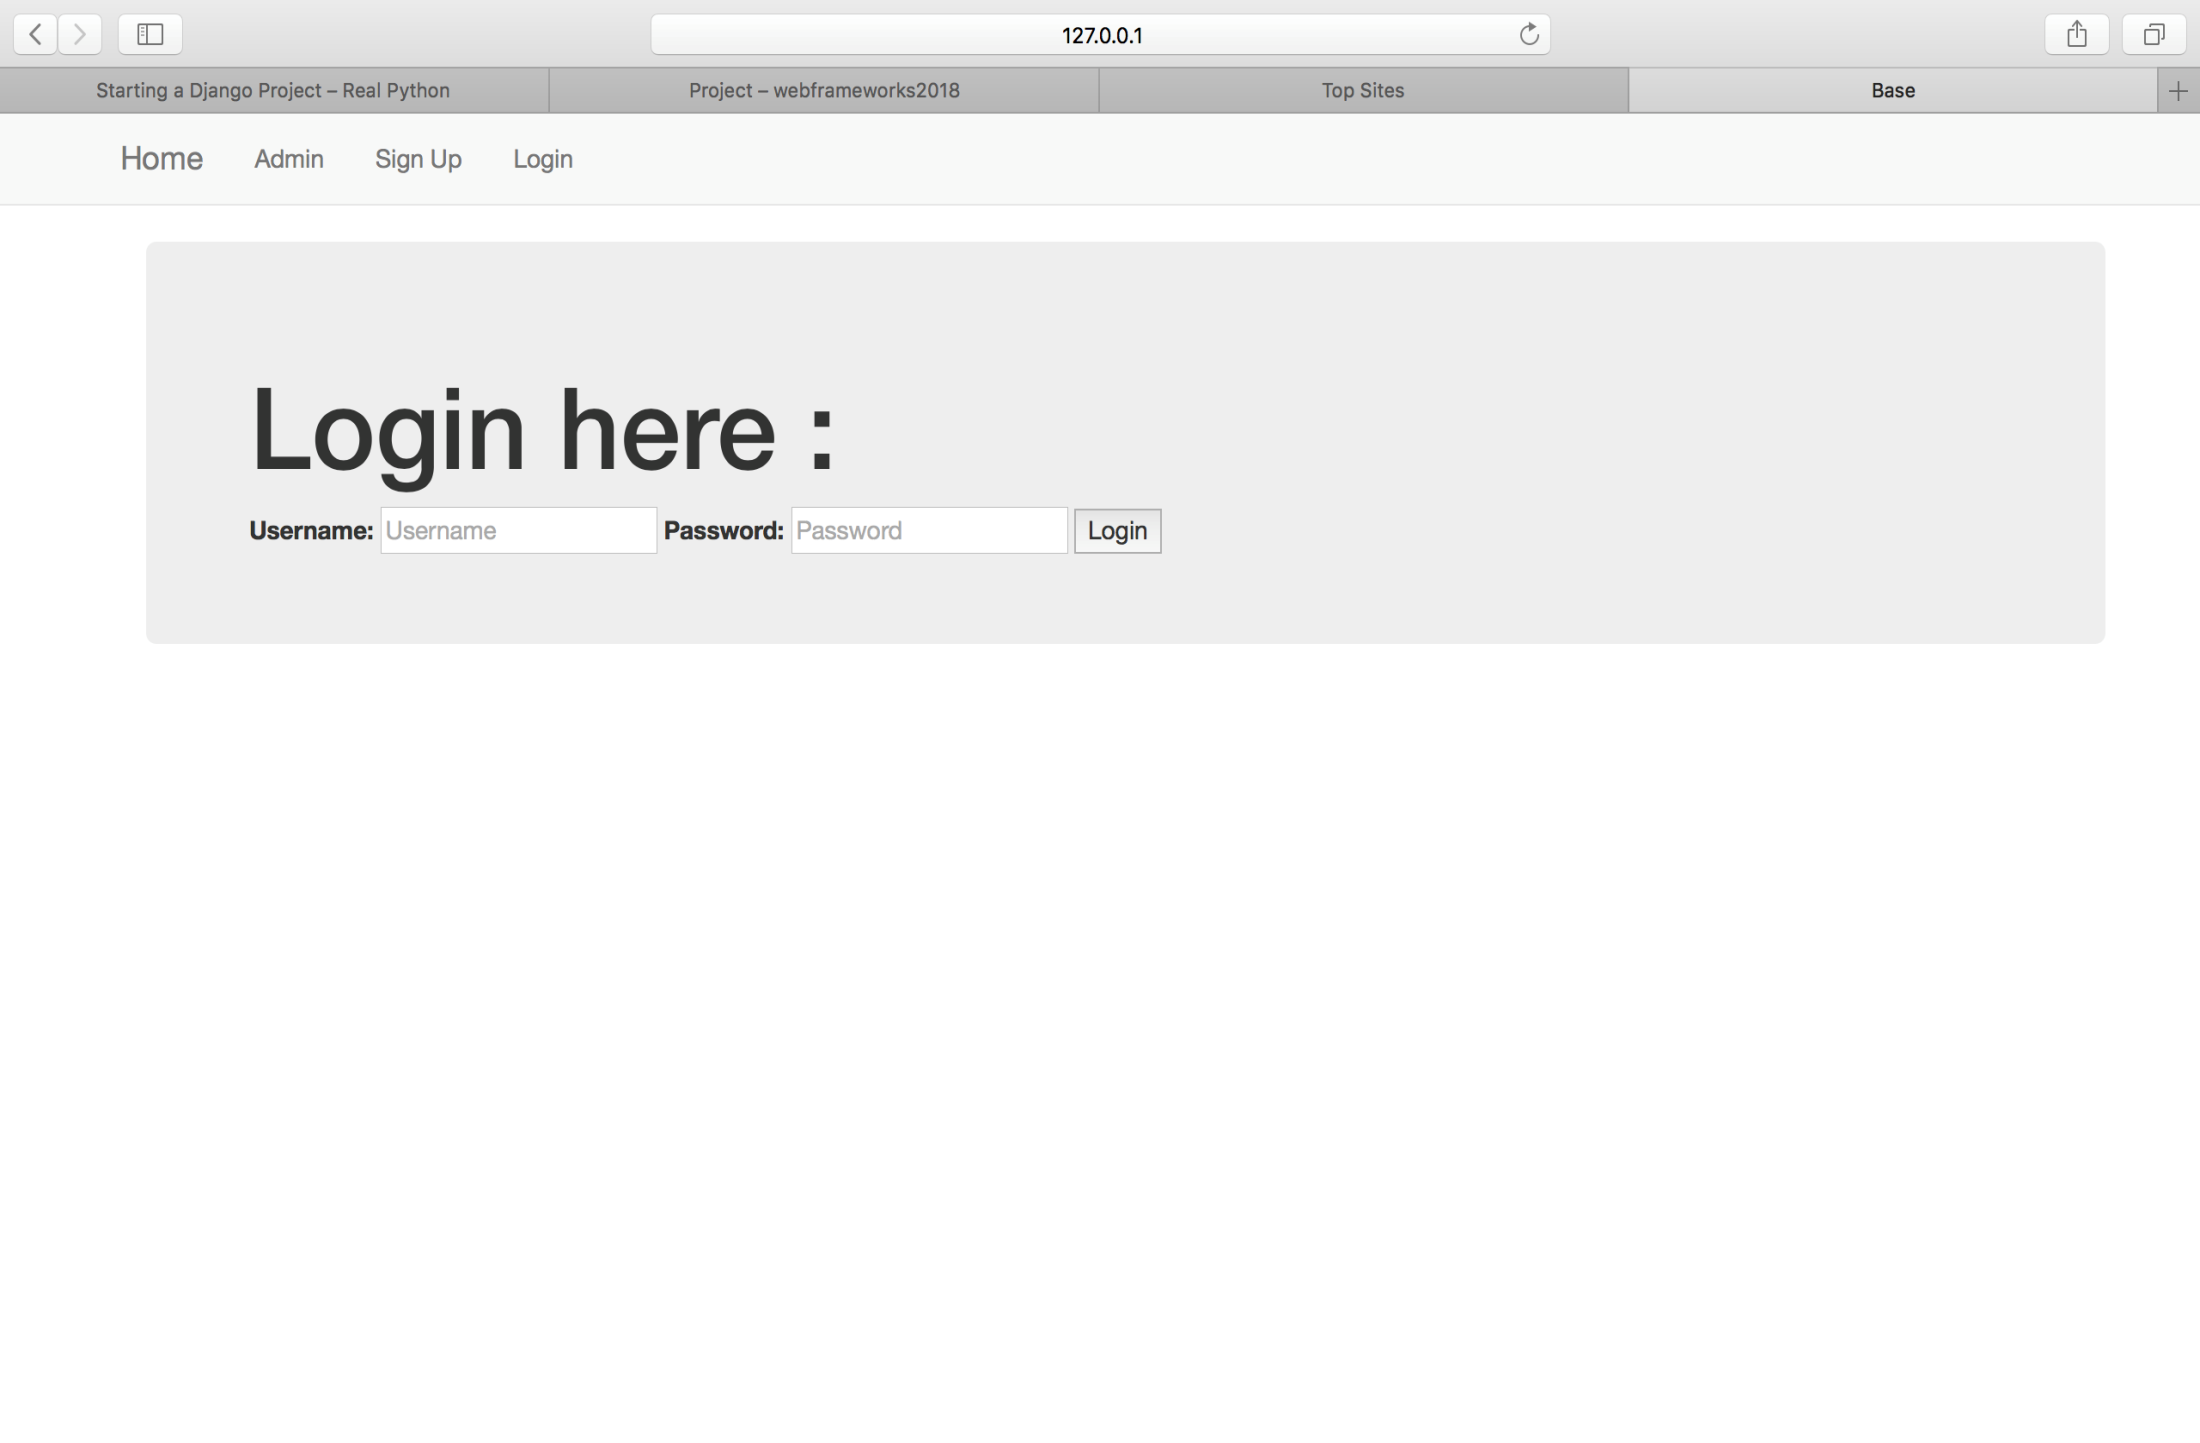 127.0.0.1
Starting a Django Project – Real Python Project – webframeworks2018 Top Sites Base
Home Admin Sign Up Login
Login here :
Username: Username Password: Password Login